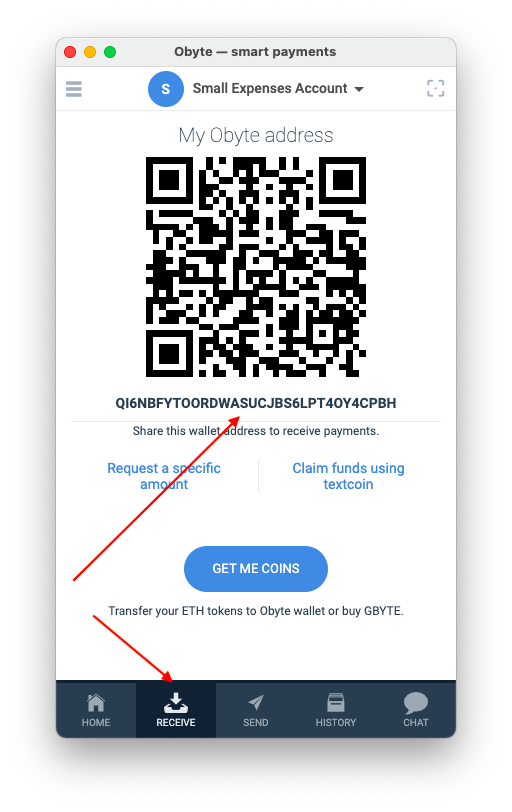 Obyte — smart payments
S
Small Expenses Account
My Obyte address
QI6NBFYTOORDWASUCJBS6LPT4OY4CPBH
Share this wallet address to receive payments.
Request a specific
amount
Claim funds using
textcoin
GET ME COINS
Transfer your ETH tokens to Obyte wallet or buy GBYTE.
HOME
RECEIVE
SEND
HISTORY
CHAT